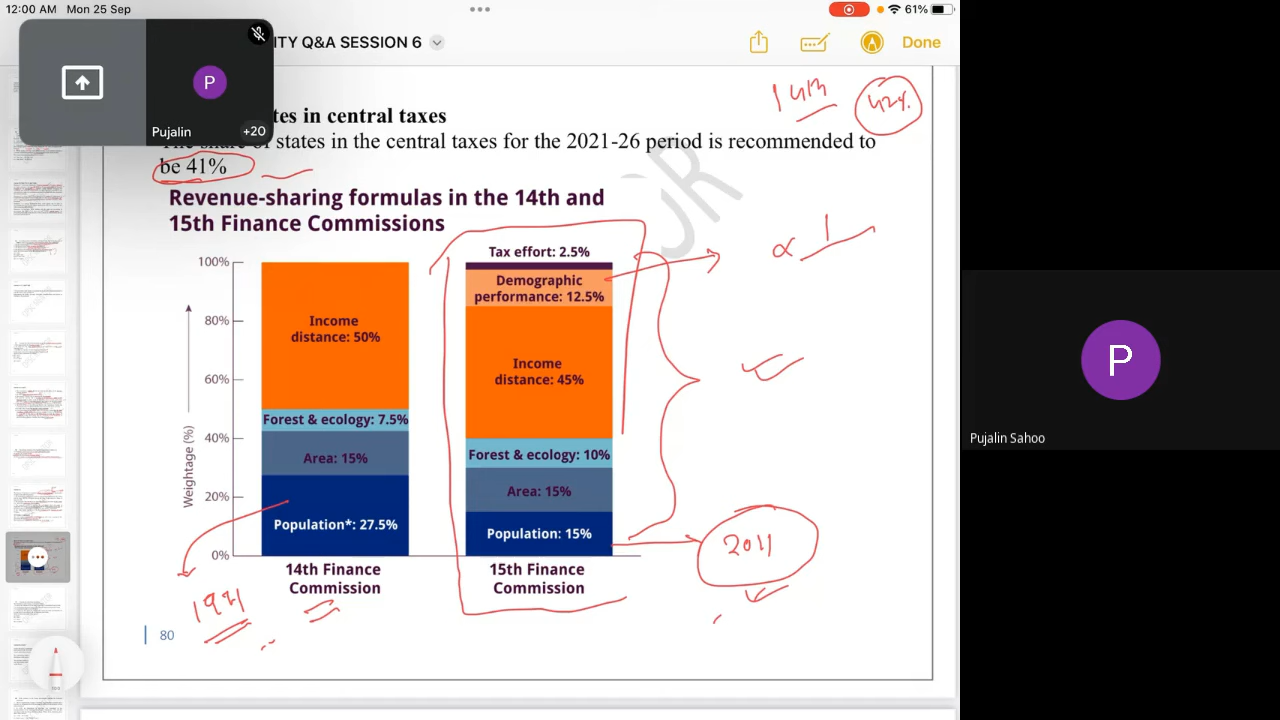 12:00 AM Mon 25 Sep
61%
ITY Q&A SESSION 6
Done
P
Pujalin
+20
14th 42%
tes in central taxes
The share of states in the central taxes for the 2021-26 period is recommended to
be 41%
Revenue-sharing formulas in the 14th and
15th Finance Commissions
Tax effort: 2.5%
100%
Demographic
performance: 12.5%
∝ 1
80%
Income
distance: 50%
Income
distance: 45%
60%
Forest & ecology: 7.5%
40%
Forest & ecology: 10%
Area: 15%
Area: 15%
Weightage (%)
20%
Population*: 27.5%
Population: 15%
2011
0%
14th Finance
Commission
15th Finance
Commission
1971
80
P
Pujalin Sahoo